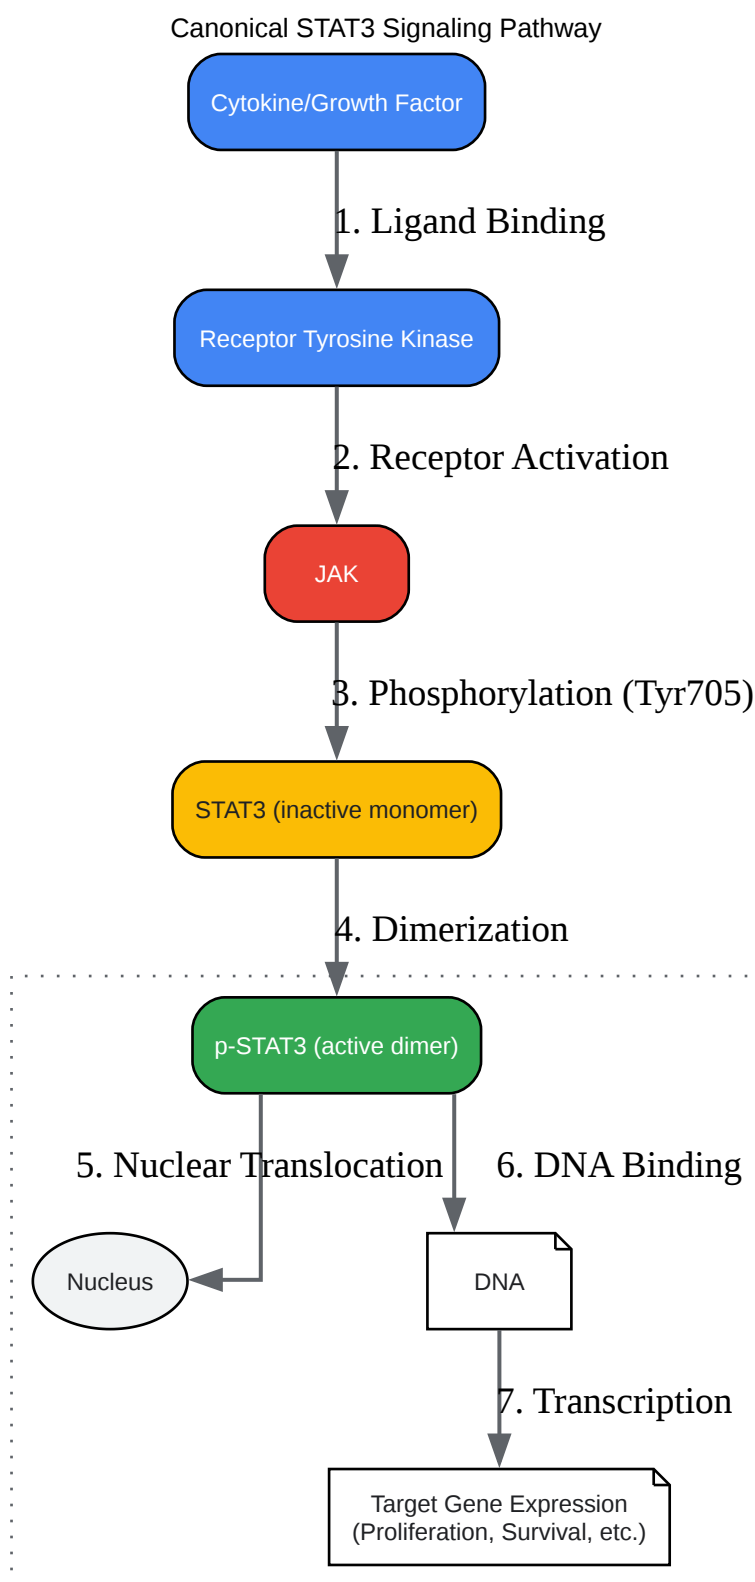 Canonical STAT3 Signaling Pathway
Cytokine/Growth Factor
1. Ligand Binding
Receptor Tyrosine Kinase
2. Receptor Activation
JAK
3. Phosphorylation (Tyr705)
STAT3 (inactive monomer)
4. Dimerization
p-STAT3 (active dimer)
5. Nuclear Translocation
6. DNA Binding
Nucleus
DNA
7. Transcription
Target Gene Expression
(Proliferation, Survival, etc.)